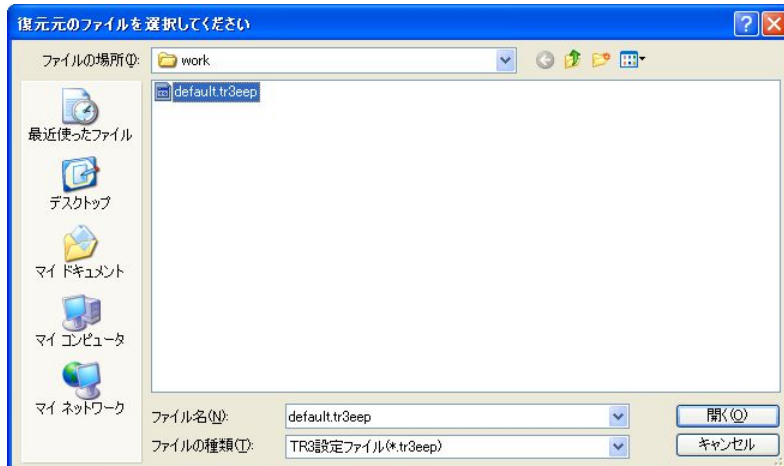 復元元のファイルを選択してください
ファイルの場所(I):
work
default.tr3eep
最近使ったファイル
デスクトップ
マイ ドキュメント
マイ コンピュータ
マイ ネットワーク
ファイル名(N):
default.tr3eep
開く(O)
ファイルの種類(T):
TR3設定ファイル(*.tr3eep)
キャンセル